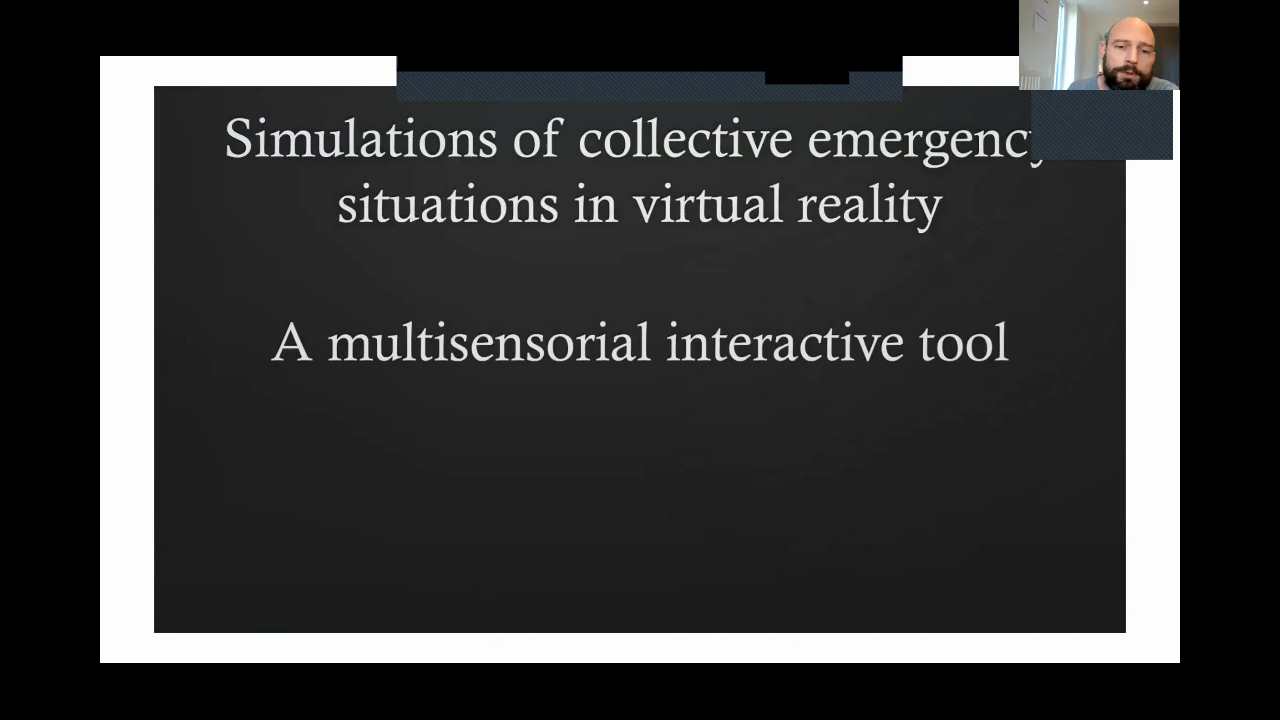 Simulations of collective emergency
situations in virtual reality
A multisensorial interactive tool